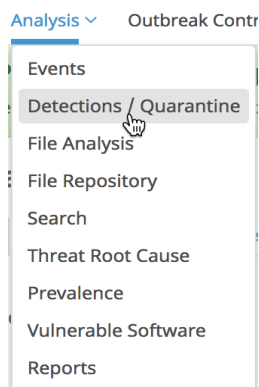 Analysis Outbreak Contr
Events
Detections / Quarantine
File Analysis
File Repository
Search
Threat Root Cause
Prevalence
Vulnerable Software
Reports